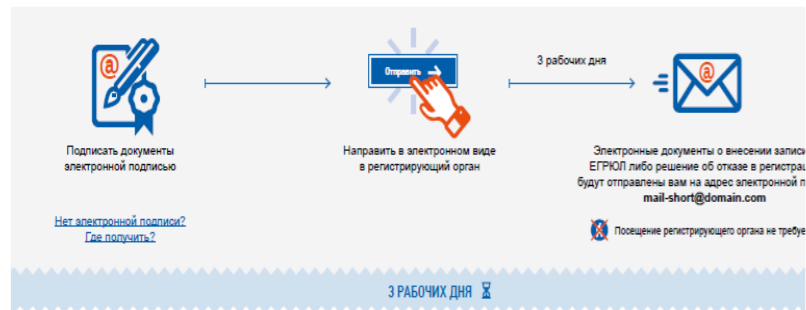 3 рабочих дня
Отправить
Подписать документы
электронной подписью
Направить в электронном виде
в регистрирующий орган
Электронные документы о внесении записи
ЕГРЮЛ либо решение об отказе в
будут отправлены вам на адрес электронной
mail-short@domain.com
Нет электронной подписи?
Где получить?
Посещение регистрирующего органа не
3 РАБОЧИХ ДНЯ